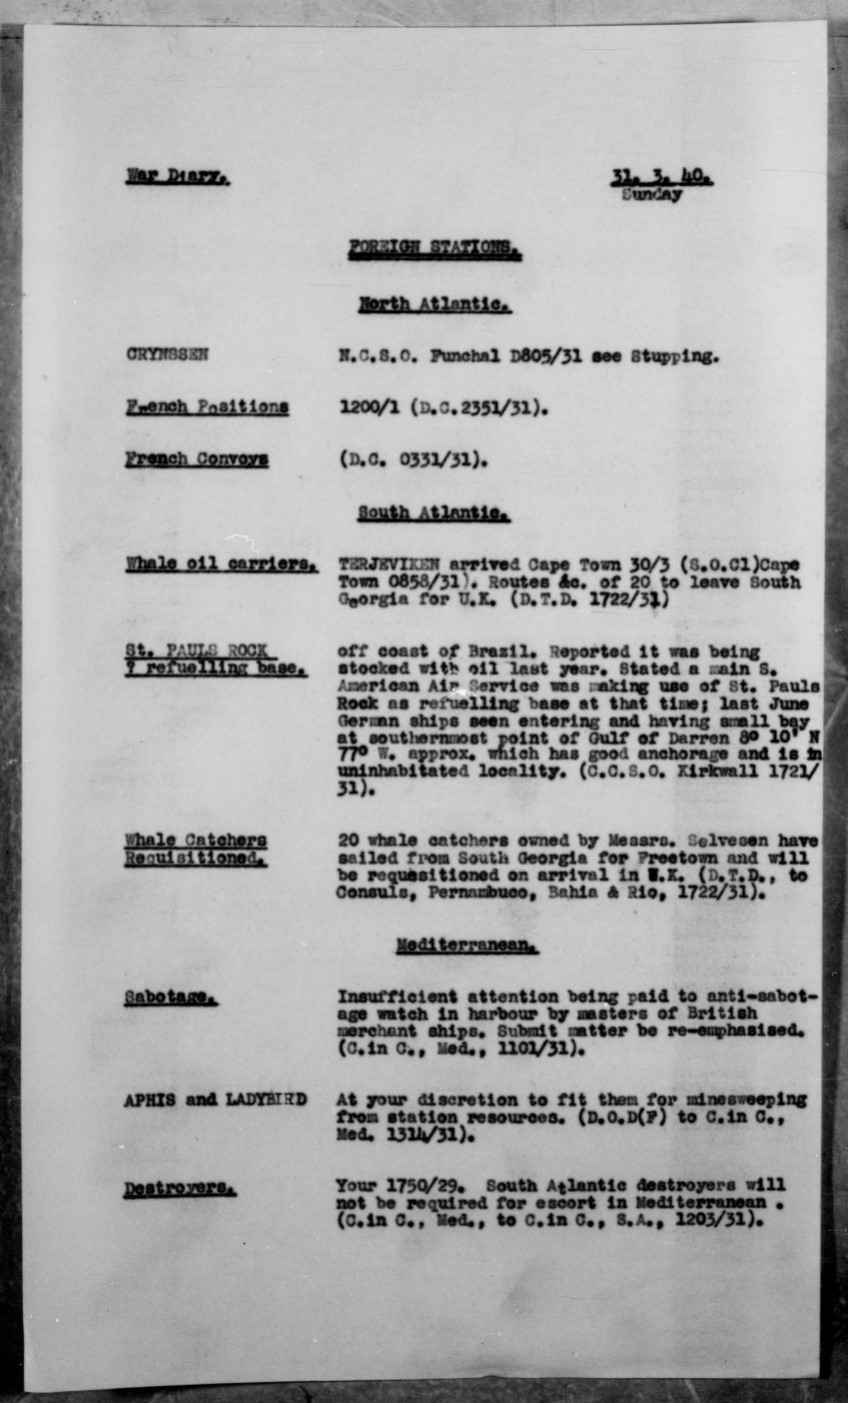 War Diary. 31. 3. 40.
Sunday
FOREIGN STATIONS.
North Atlantic.
CRYNSSEN N.C.S.O. Funchal D805/31 see Stupping.
French Positions 1200/1 (D.C.2351/31).
French Convoys (D.C. 0331/31).
South Atlantic.
Whale oil carriers. TERJEVIKEN arrived Cape Town 30/3 (S.O.Cl)Cape
Town 0858/31). Routes &c. of 20 to leave South
Georgia for U.K. (D.T.D. 1722/31)
St. PAULS ROCK off coast of Brazil. Reported it was being
? refuelling base. stocked with oil last year. Stated a main S.
American Air Service was making use of St. Pauls
Rock as refuelling base at that time; last June
German ships seen entering and having small bay
at southernmost point of Gulf of Darren 8º 10' N
77º W. approx. which has good anchorage and is in
uninhabitated locality. (C.C.S.O. Kirkwall 1721/
31).
Whale Catchers 20 whale catchers owned by Messrs. Selvesen have
Requisitioned. sailed from South Georgia for Freetown and will
be requisitioned on arrival in U.K. (D.T.D., to
Consuls, Pernambuco, Bahia & Rio, 1722/31).
Mediterranean.
Sabotage. Insufficient attention being paid to anti-sabot-
age watch in harbour by masters of British
merchant ships. Submit matter be re-emphasised.
(C.in C., Med., 1101/31).
APHIS and LADYBIRD At your discretion to fit them for minesweeping
from station resources. (D.O.D(F) to C.in C.,
Med. 1314/31).
Destroyers. Your 1750/29. South Atlantic destroyers will
not be required for escort in Mediterranean .
(C.in C., Med., to C.in C., S.A., 1203/31).